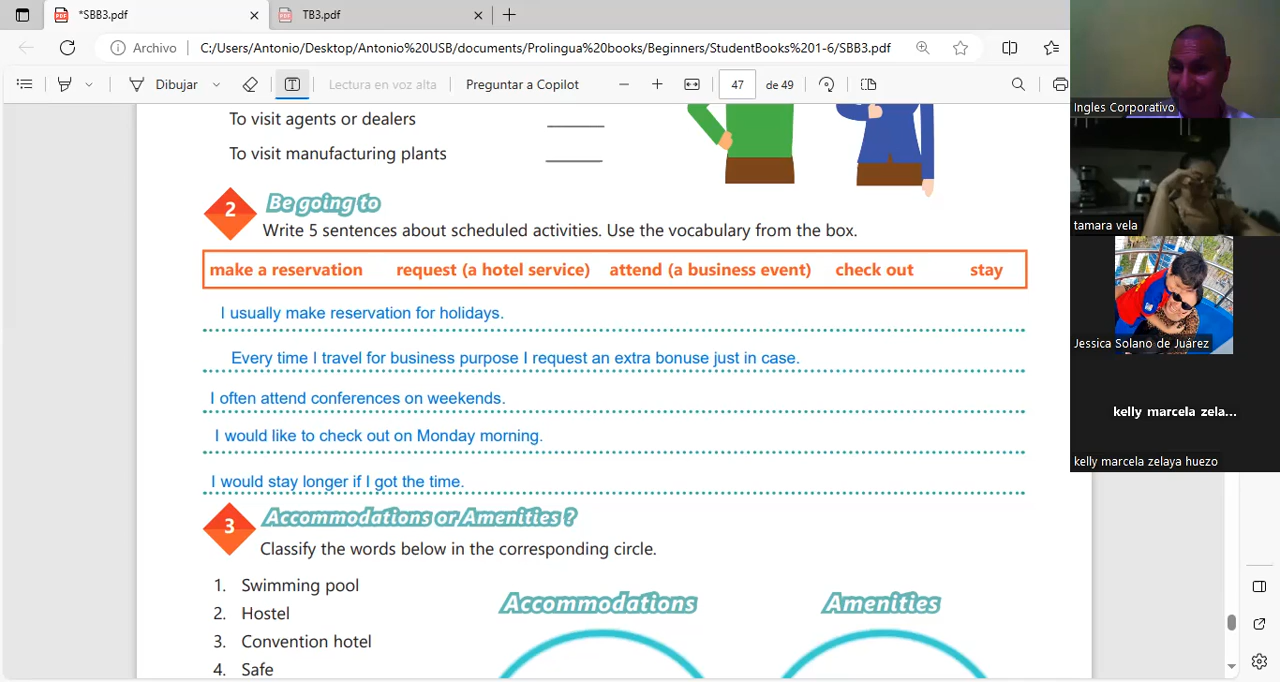 *SBB3.pdf
TB3.pdf
Archivo
C:/Users/Antonio/Desktop/Antonio%20USB/documents/Prolingua%20books/Beginners/StudentBooks%201-6/SBB3.pdf
Dibujar
Lectura en voz alta
Preguntar a Copilot
47
de 49
To visit agents or dealers
To visit manufacturing plants
2
Be going to
Write 5 sentences about scheduled activities. Use the vocabulary from the box.
make a reservation request (a hotel service) attend (a business event) check out stay
I usually make reservation for holidays.
Every time I travel for business purpose I request an extra bonuse just in case.
I often attend conferences on weekends.
I would like to check out on Monday morning.
I would stay longer if I got the time.
3
Accommodations or Amenities ?
Classify the words below in the corresponding circle.
1. Swimming pool
2. Hostel
3. Convention hotel
4. Safe
Accommodations
Amenities
Ingles Corporativo
tamara vela
Jessica Solano de Juárez
kelly marcela zela...
kelly marcela zelaya huezo